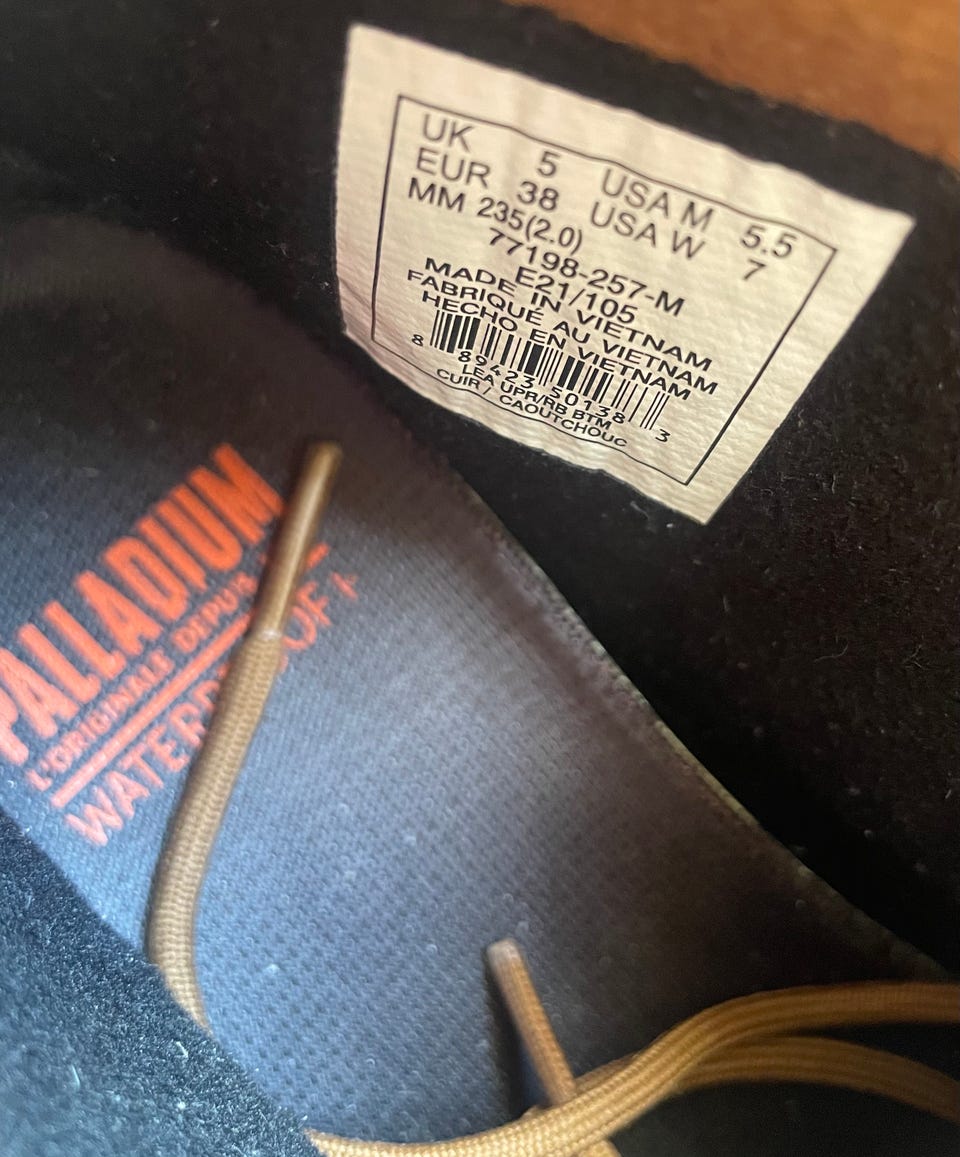 UK 5 USA M 5.5
EUR 38 USA W 7
MM 235(2.0)
77198-257-M
E21/105
MADE IN VIETNAM
FABRIQUÉ AU VIETNAM
HECHO EN VIETNAM
8 89423 50138 3
LEA UPR/RB BTM
CUIR / CAOUTCHOUC
PALLADIUM
L'ORIGINALE DEPUIS